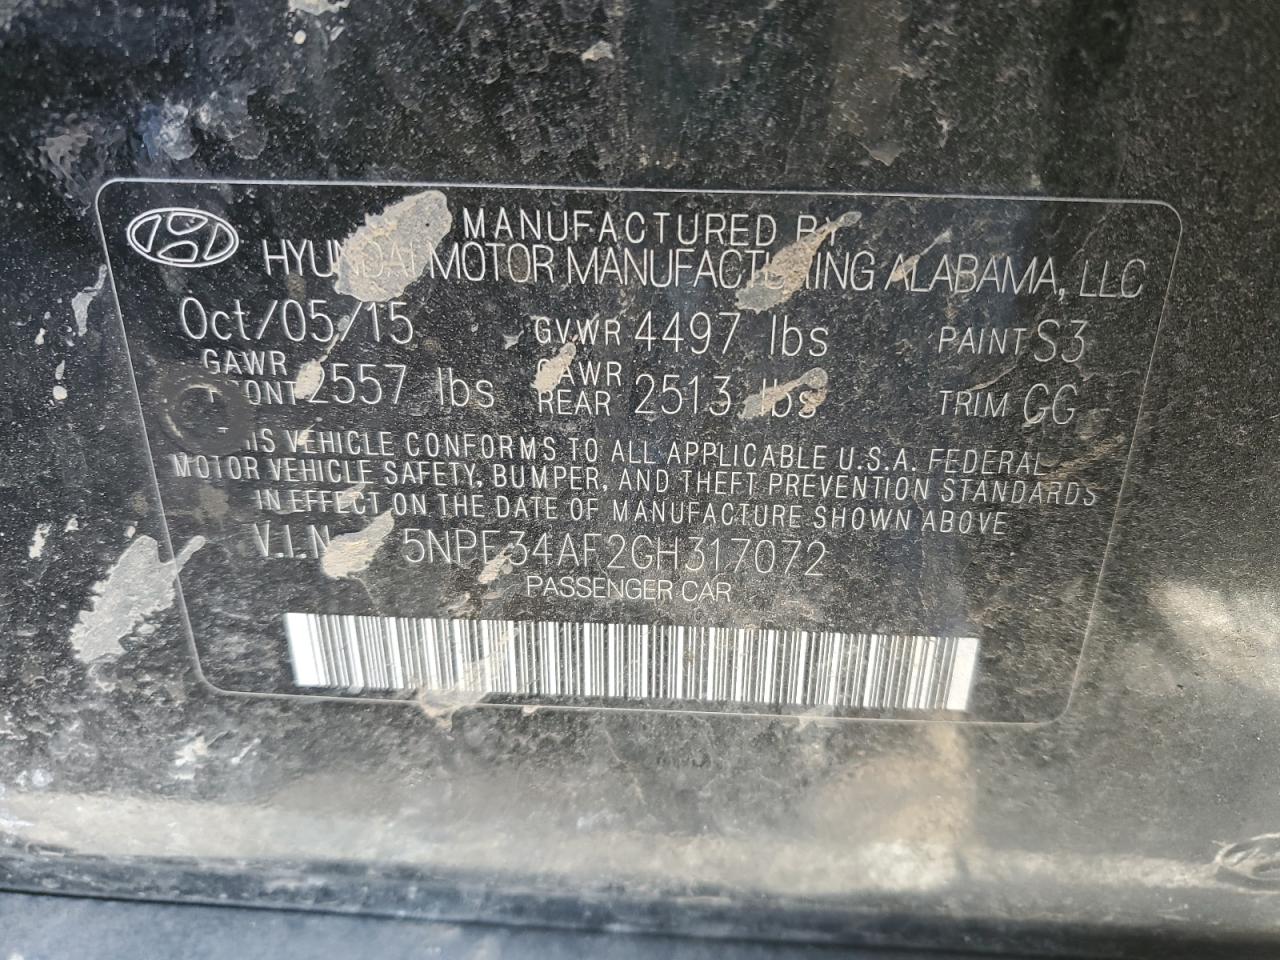 MANUFACTURED BY
HYUNDAI MOTOR MANUFACTURING ALABAMA, LLC
Oct/05/15 GVWR 4497 lbs PAINT S3
GAWR FRONT 2557 lbs GAWR REAR 2513 lbs TRIM GG
THIS VEHICLE CONFORMS TO ALL APPLICABLE U.S.A. FEDERAL
MOTOR VEHICLE SAFETY, BUMPER, AND THEFT PREVENTION STANDARDS
IN EFFECT ON THE DATE OF MANUFACTURE SHOWN ABOVE
V.I.N 5NPE34AF2GH317072
PASSENGER CAR